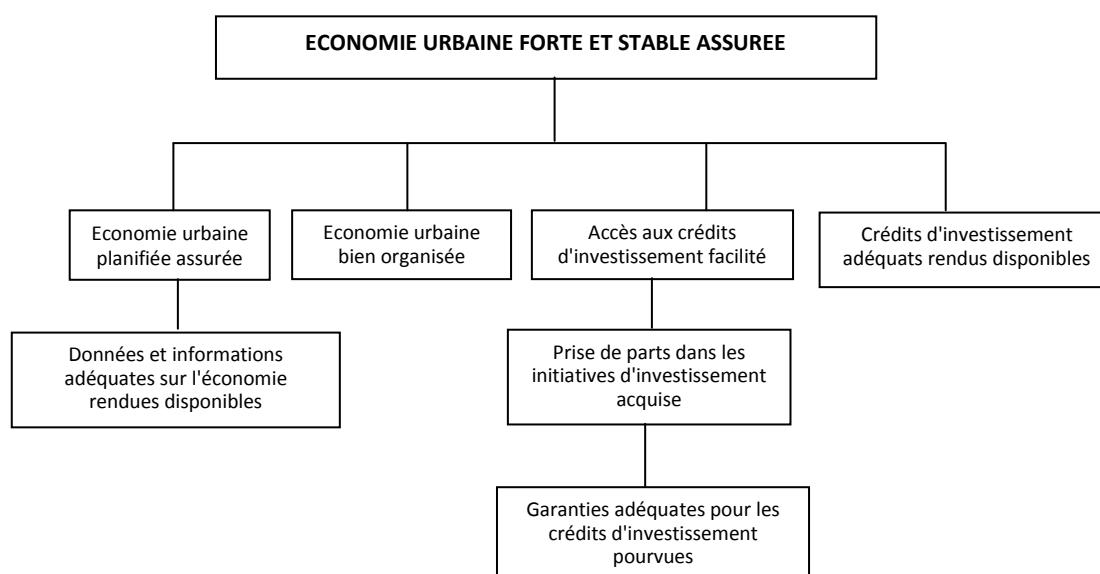 ECONOMIE URBAINE FORTE ET STABLE ASSUREE
Economie urbaine
planifiée assurée
Economie urbaine
bien organisée
Accès aux crédits
d'investissement facilité
Crédits d'investissement
adéquats rendus disponibles
Données et informations
adéquates sur l'économie
rendues disponibles
Prise de parts dans les
initiatives d'investissement
acquise
Garanties adéquates pour les
crédits d'investissement
pourvues